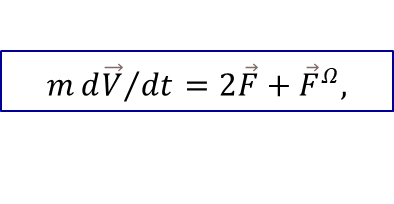 m dV⃗/dt = 2F⃗ + F⃗^Ω,